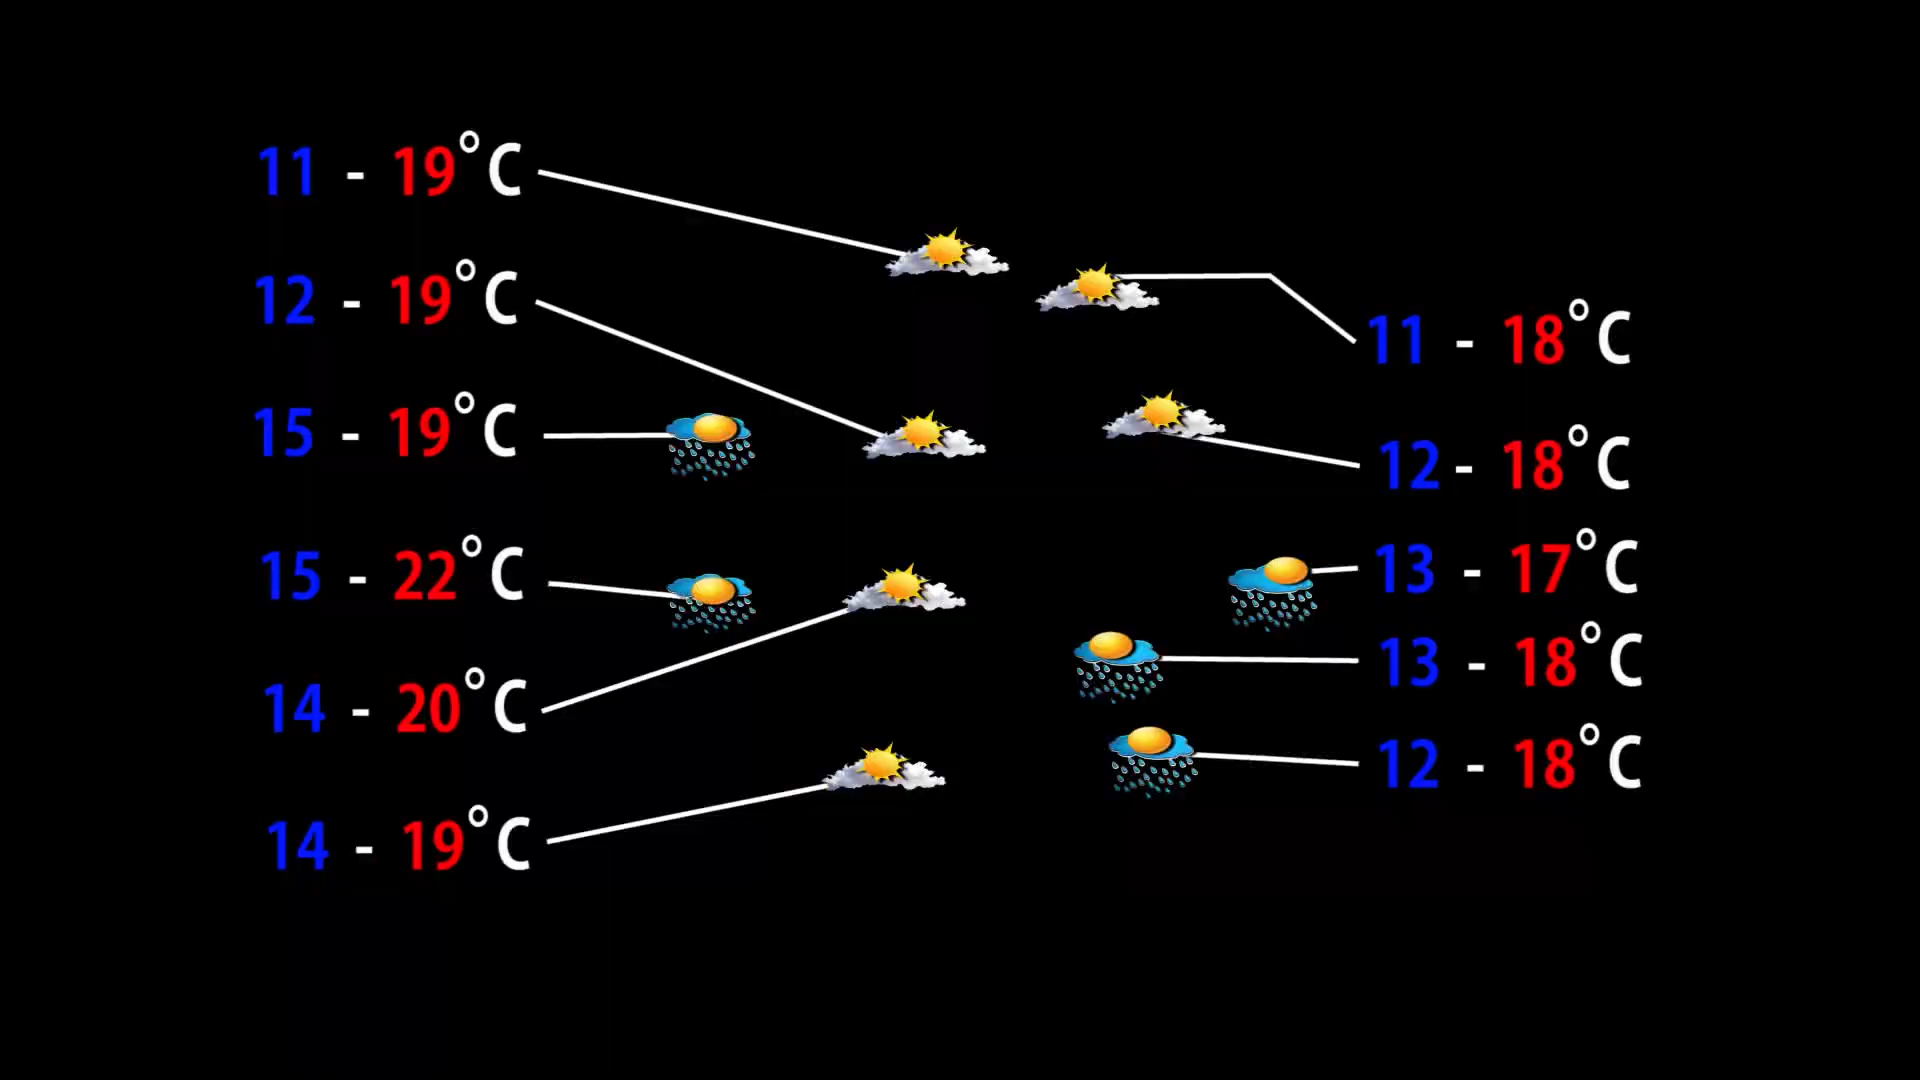 11 - 19°C
12 - 19°C
15 - 19°C
15 - 22°C
14 - 20°C
14 - 19°C
11 - 18°C
12 - 18°C
13 - 17°C
13 - 18°C
12 - 18°C